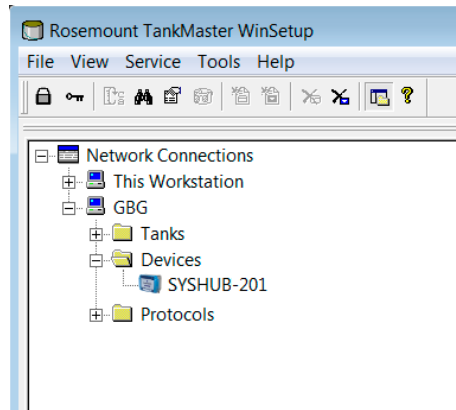 Rosemount TankMaster WinSetup
File View Service Tools Help
Network Connections
This Workstation
GBG
Tanks
Devices
SYSHUB-201
Protocols